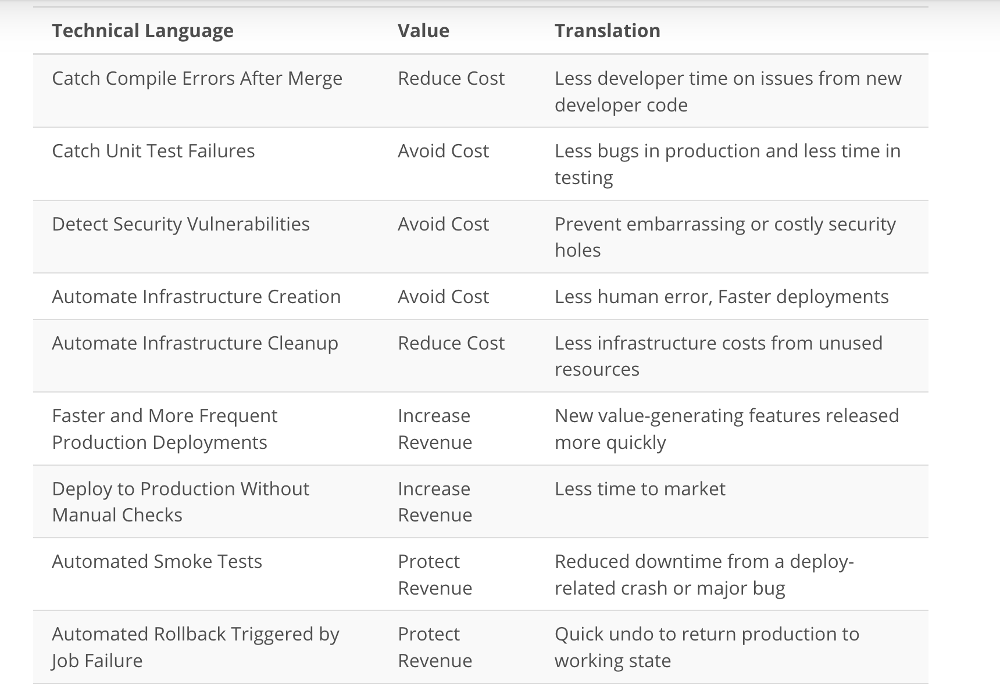 Technical Language Value Translation
Catch Compile Errors After Merge Reduce Cost Less developer time on issues from new
developer code
Catch Unit Test Failures Avoid Cost Less bugs in production and less time in
testing
Detect Security Vulnerabilities Avoid Cost Prevent embarrassing or costly security
holes
Automate Infrastructure Creation Avoid Cost Less human error, Faster deployments
Automate Infrastructure Cleanup Reduce Cost Less infrastructure costs from unused
resources
Faster and More Frequent Increase New value-generating features released
Production Deployments Revenue more quickly
Deploy to Production Without Increase Less time to market
Manual Checks Revenue
Automated Smoke Tests Protect Reduced downtime from a deploy-
Revenue related crash or major bug
Automated Rollback Triggered by Protect Quick undo to return production to
Job Failure Revenue working state